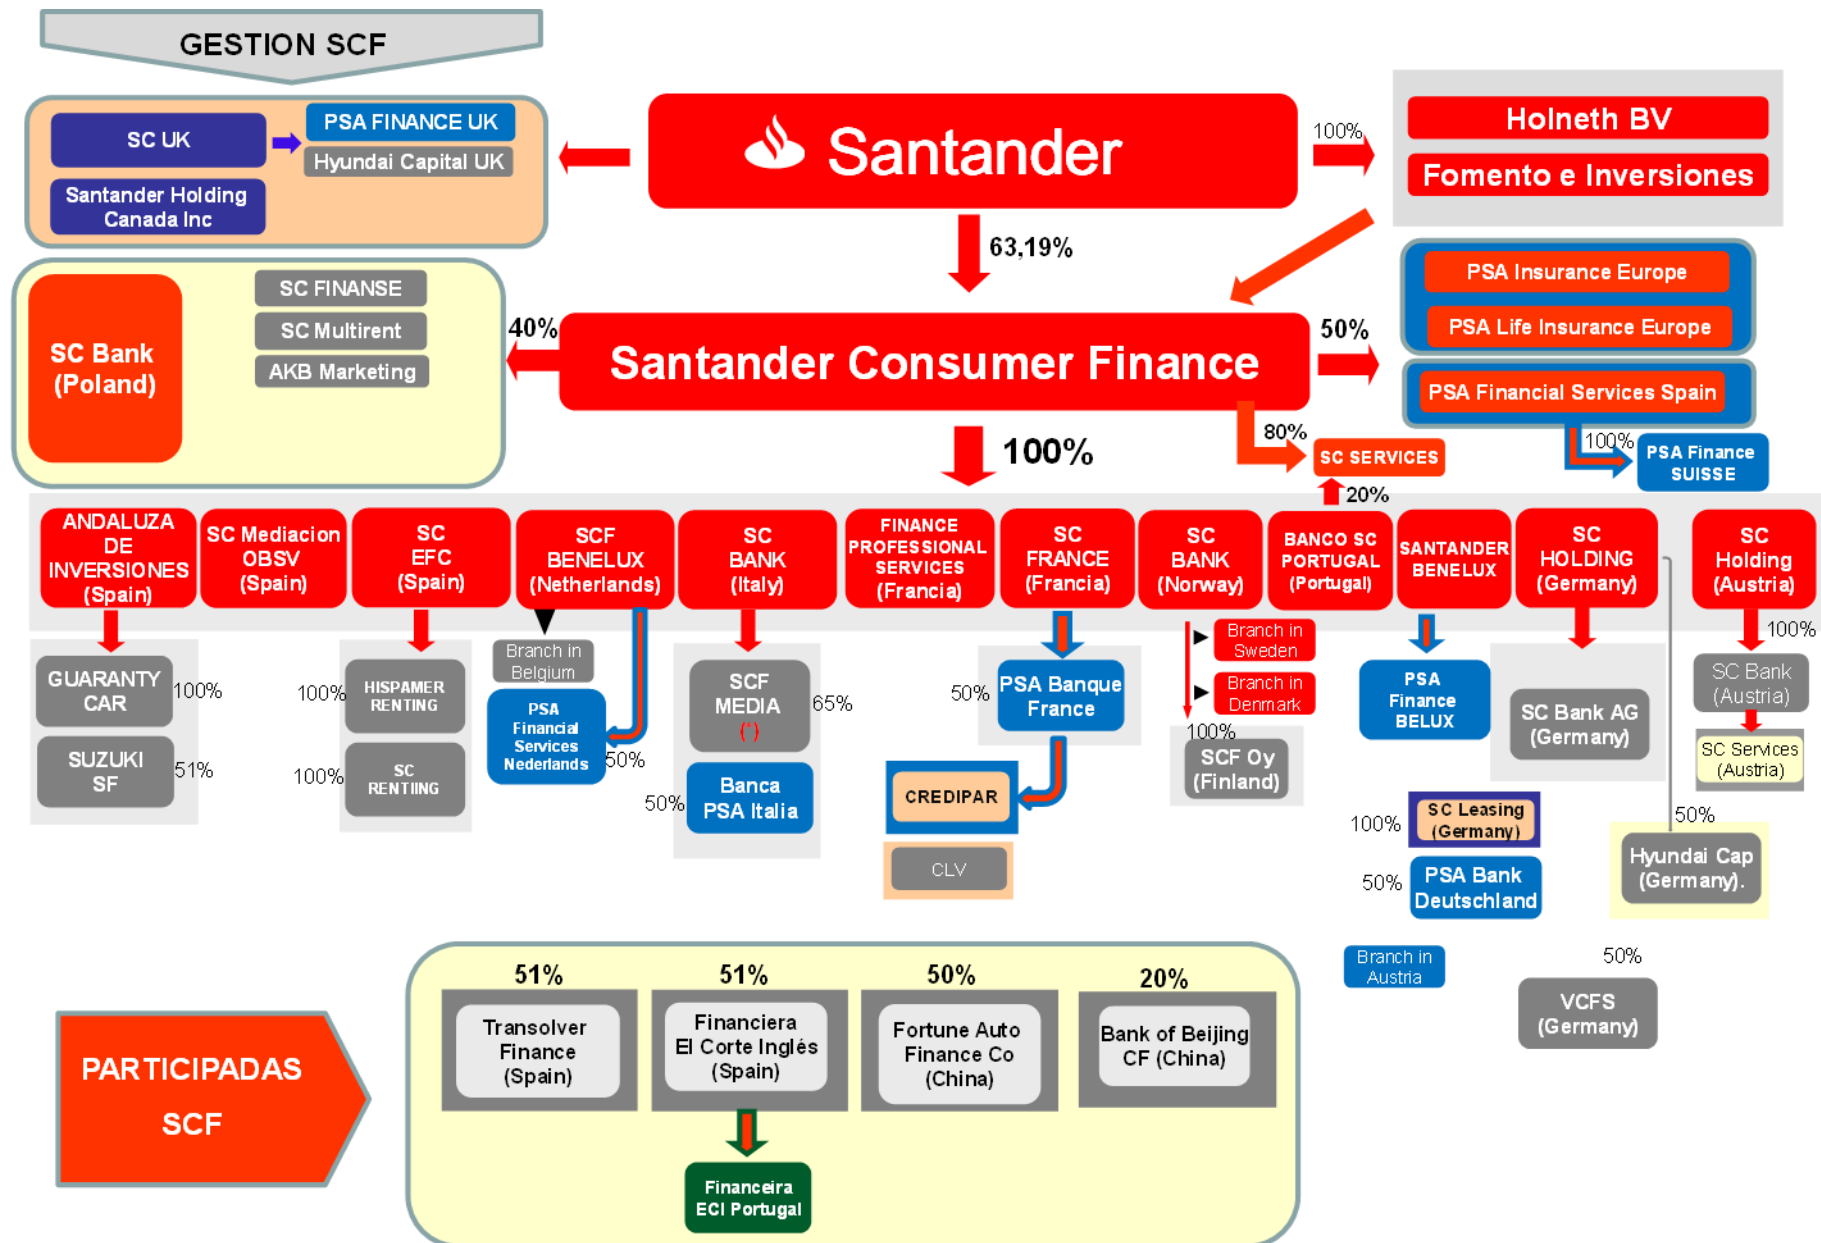 GESTION SCF
SC UK
PSA FINANCE UK
Hyundai Capital UK
Santander Holding
Canada Inc
Santander
100%
Holneth BV
Fomento e Inversiones
63,19%
SC Bank
(Poland)
SC FINANSE
SC Multirent
AKB Marketing
40%
Santander Consumer Finance
50%
PSA Insurance Europe
PSA Life Insurance Europe
PSA Financial Services Spain
100%
PSA Finance
SUISSE
80%
SC SERVICES
20%
100%
ANDALUZA
DE
INVERSIONES
(Spain)
SC Mediacion
OBSV
(Spain)
SC
EFC
(Spain)
SCF
BENELUX
(Netherlands)
SC
BANK
(Italy)
FINANCE
PROFESSIONAL
SERVICES
(Francia)
SC
FRANCE
(Francia)
SC
BANK
(Norway)
BANCO SC
PORTUGAL
(Portugal)
SANTANDER
BENELUX
SC
HOLDING
(Germany)
SC
Holding
(Austria)
GUARANTY
CAR
100%
SUZUKI
SF
51%
100%
HISPAMER
RENTING
100%
SC
RENTIING
Branch in
Belgium
PSA
Financial
Services
Nederlands
50%
SCF
MEDIA
(*)
65%
50%
Banca
PSA Italia
50%
PSA Banque
France
CREDIPAR
CLV
Branch in
Sweden
Branch in
Denmark
100%
SCF Oy
(Finland)
PSA
Finance
BELUX
SC Bank AG
(Germany)
100%
SC Bank
(Austria)
SC Services
(Austria)
100%
SC Leasing
(Germany)
50%
PSA Bank
Deutschland
50%
Hyundai Cap
(Germany).
Branch in
Austria
50%
VCFS
(Germany)
PARTICIPADAS
SCF
51%
Transolver
Finance
(Spain)
51%
Financiera
El Corte Inglés
(Spain)
50%
Fortune Auto
Finance Co
(China)
20%
Bank of Beijing
CF (China)
Financeira
ECI Portugal